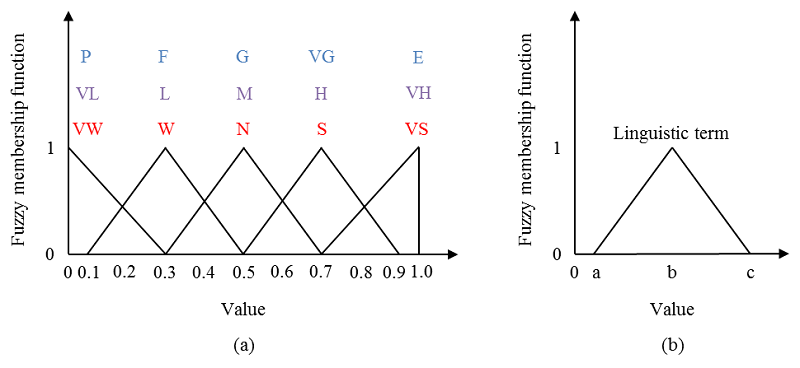 Fuzzy membership function
P F G VG E
VL L M H VH
VW W N S VS
1
0
0 0.1 0.2 0.3 0.4 0.5 0.6 0.7 0.8 0.9 1.0
Value
(a)
Fuzzy membership function
Linguistic term
1
0
0 a b c
Value
(b)